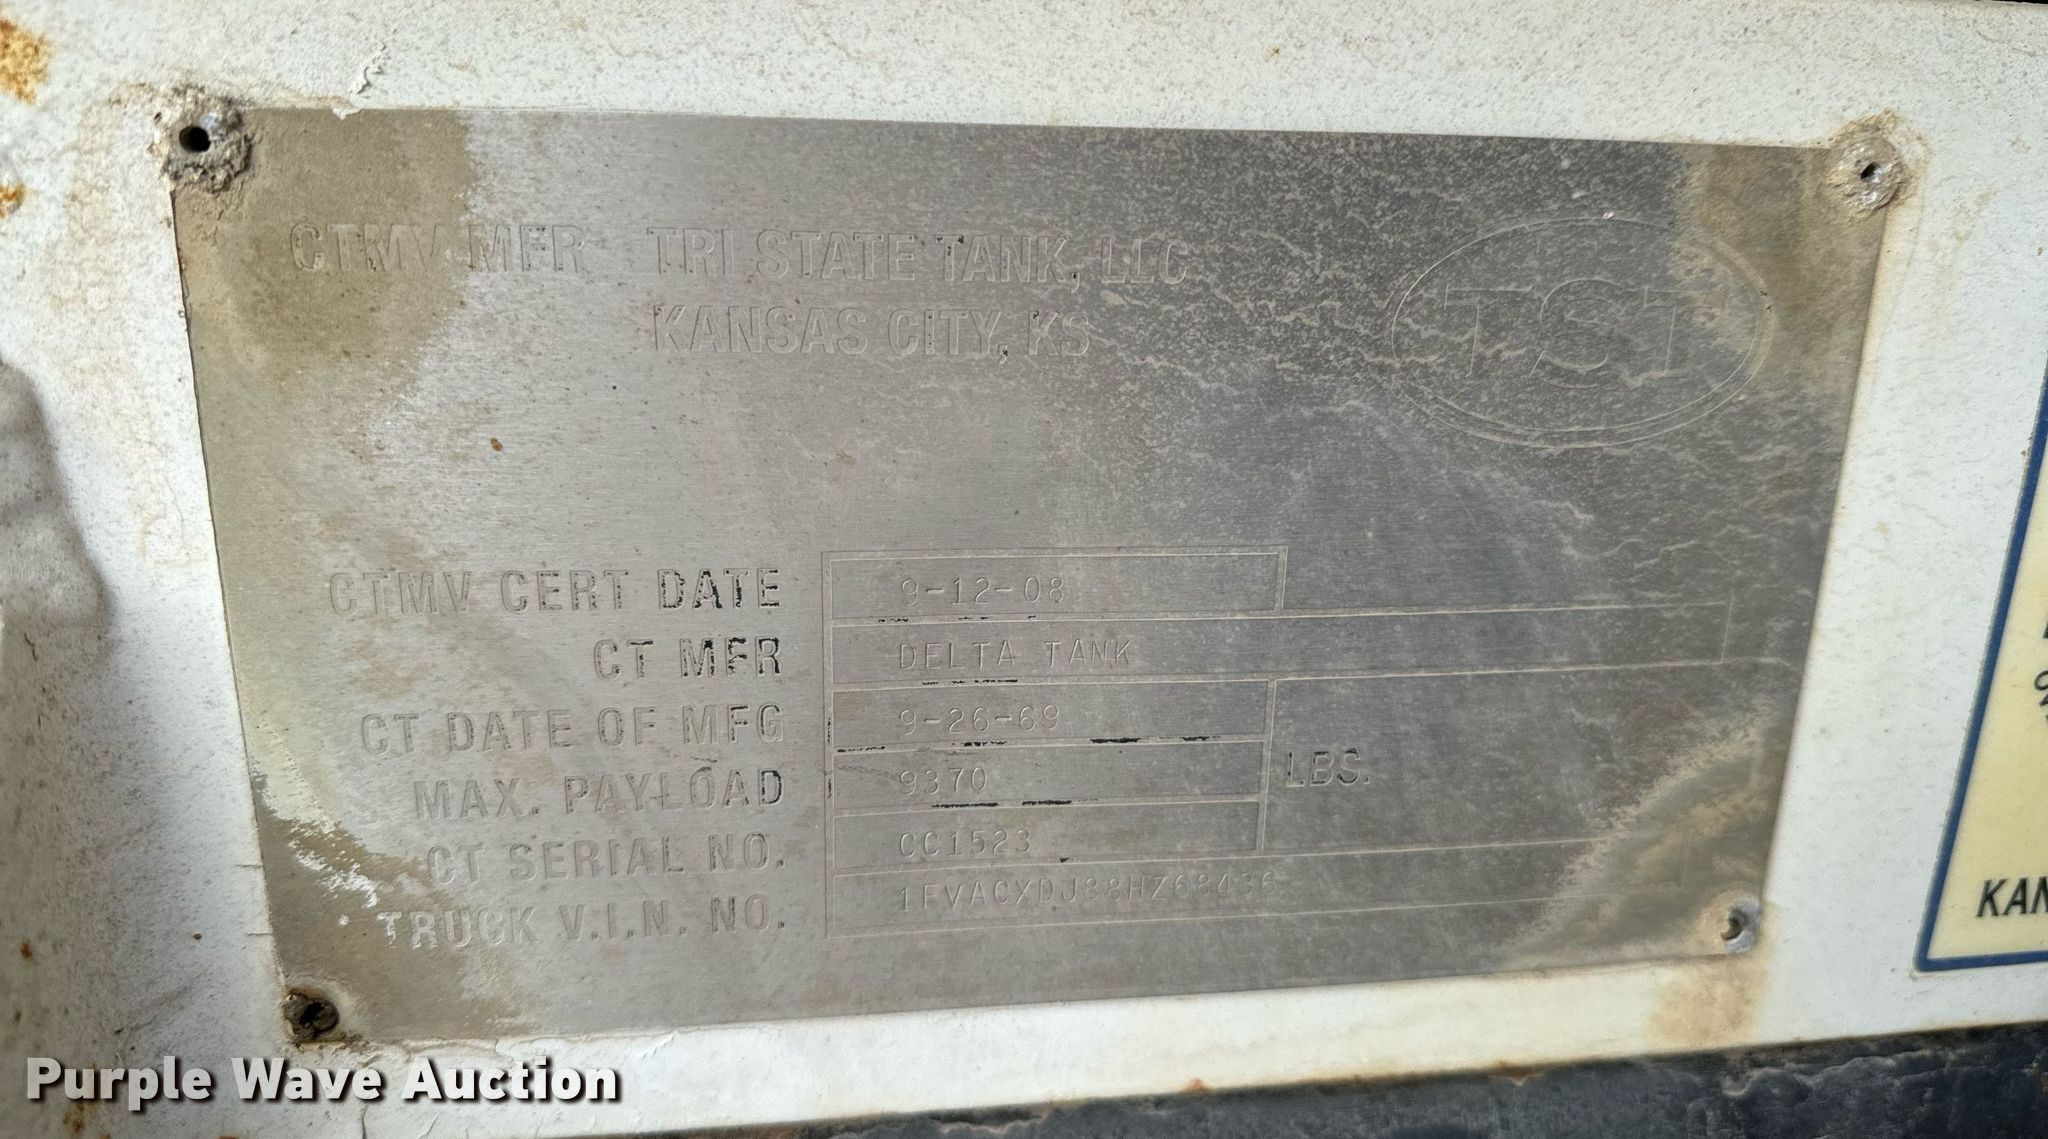 CTMV MFR TRI STATE TANK, LLC
KANSAS CITY, KS
TST
CTMV CERT DATE 9-12-08
CT MFR DELTA TANK
CT DATE OF MFG 9-26-69
MAX. PAYLOAD 9370 LBS.
CT SERIAL NO. CC1523
TRUCK V.I.N. NO. 1FVACXDJ88HZ68436
KAN
Purple Wave Auction